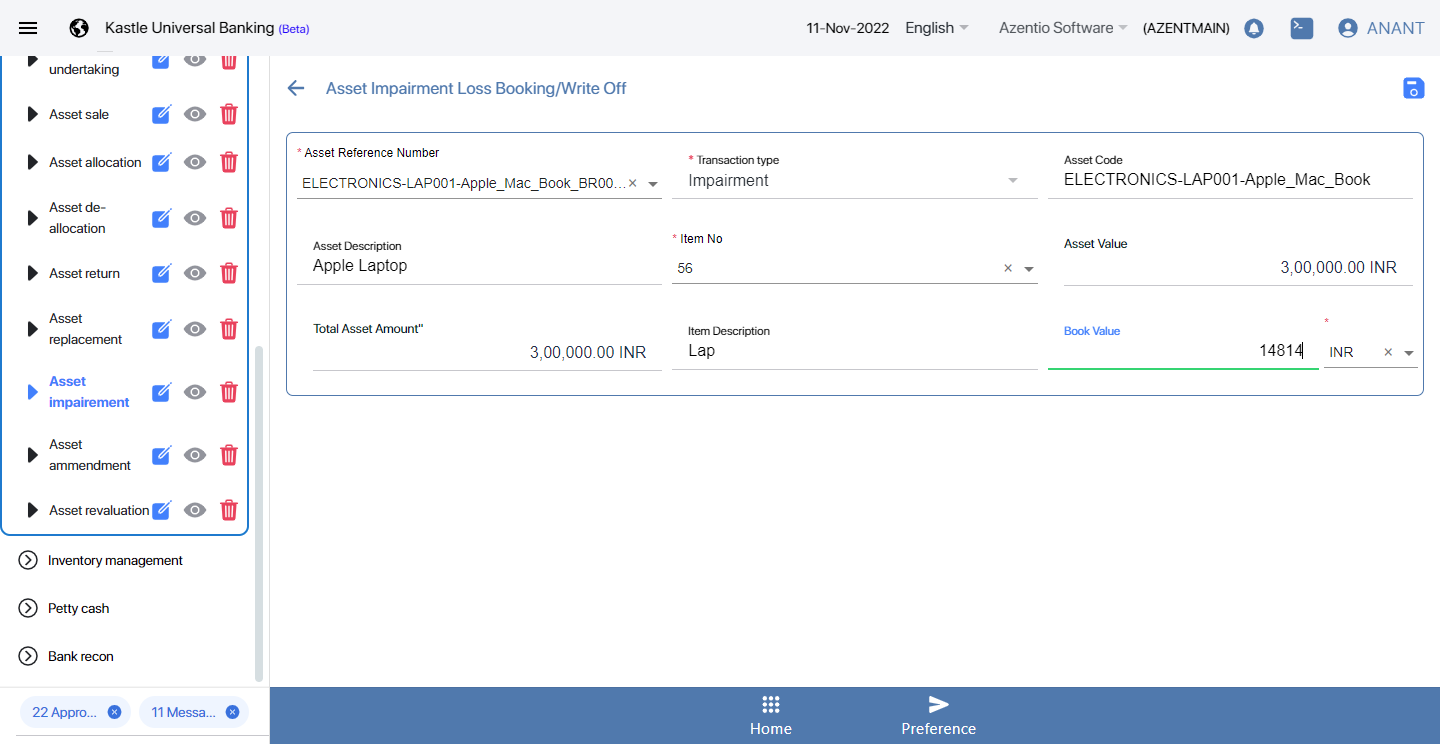 Kastle Universal Banking (Beta)
11-Nov-2022
English
Azentio Software
(AZENTMAIN)
ANANT
undertaking
Asset sale
Asset allocation
Asset de-
allocation
Asset return
Asset
replacement
Asset
impairement
Asset
ammendment
Asset revaluation
Inventory management
Petty cash
Bank recon
22 Appro...
11 Messa...
Asset Impairment Loss Booking/Write Off
* Asset Reference Number
ELECTRONICS-LAP001-Apple_Mac_Book_BR00...
* Transaction type
Impairment
Asset Code
ELECTRONICS-LAP001-Apple_Mac_Book
Asset Description
Apple Laptop
* Item No
56
Asset Value
3,00,000.00 INR
Total Asset Amount"
3,00,000.00 INR
Item Description
Lap
Book Value
14814
*
INR
Home
Preference